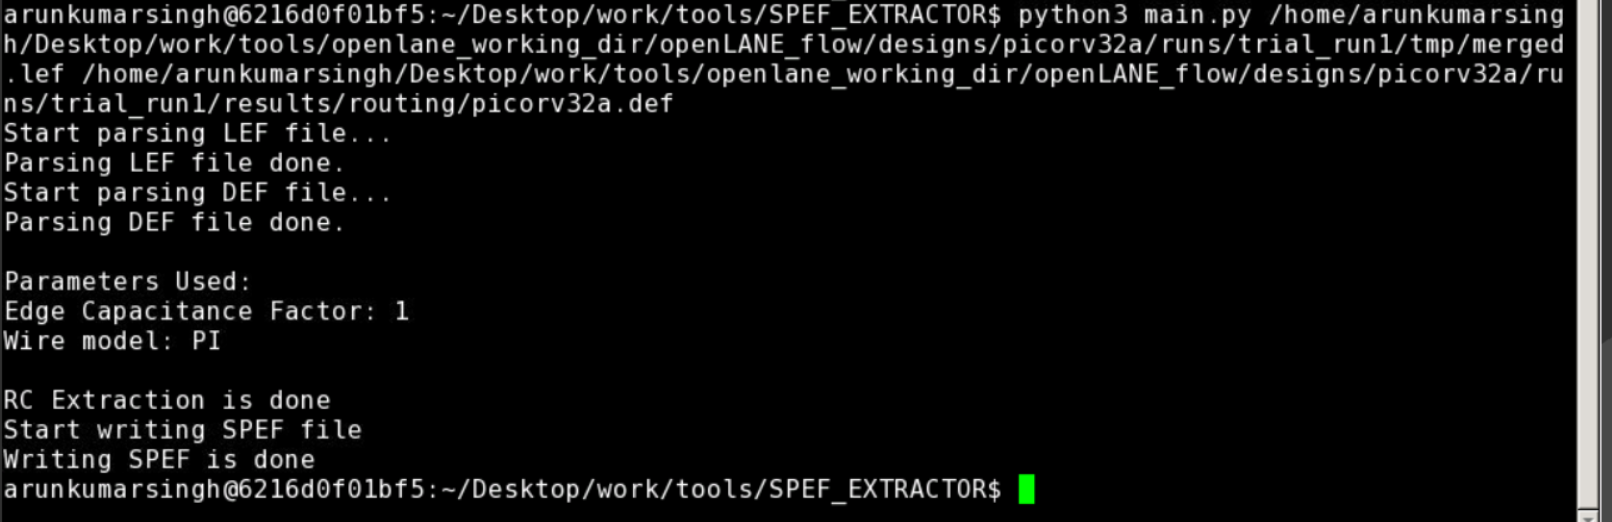 arunkumarsingh@6216d0f01bf5:~/Desktop/work/tools/SPEF_EXTRACTOR$ python3 main.py /home/arunkumarsing
h/Desktop/work/tools/openlane_working_dir/openLANE_flow/designs/picorv32a/runs/trial_run1/tmp/merged
.lef /home/arunkumarsingh/Desktop/work/tools/openlane_working_dir/openLANE_flow/designs/picorv32a/ru
ns/trial_run1/results/routing/picorv32a.def
Start parsing LEF file...
Parsing LEF file done.
Start parsing DEF file...
Parsing DEF file done.
Parameters Used:
Edge Capacitance Factor: 1
Wire model: PI
RC Extraction is done
Start writing SPEF file
Writing SPEF is done
arunkumarsingh@6216d0f01bf5:~/Desktop/work/tools/SPEF_EXTRACTOR$